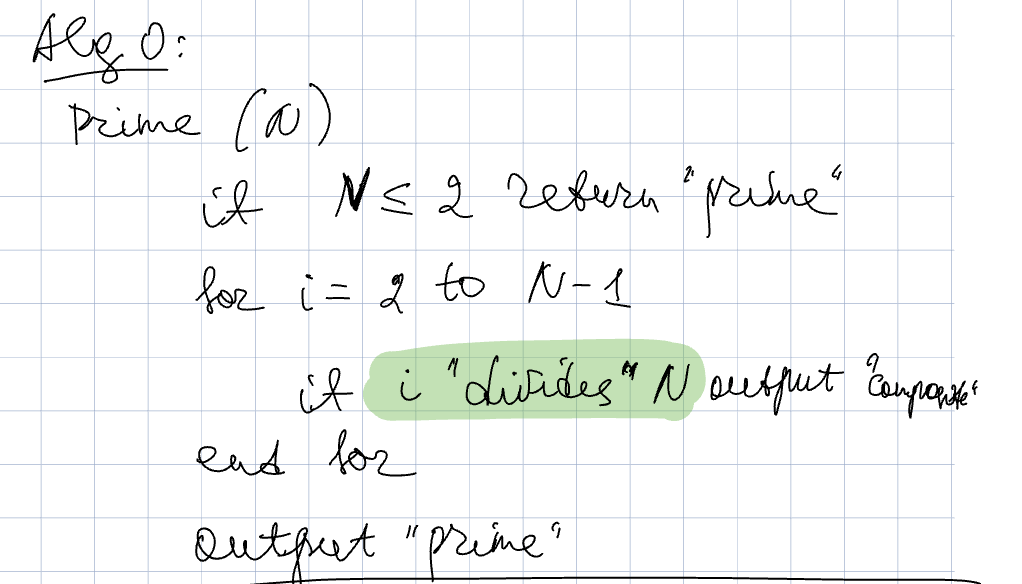 Alg 0:
Prime (N)
if N ≤ 2 return "prime"
for i = 2 to N-1
if i "divides" N output "composite"
end for
output "prime"